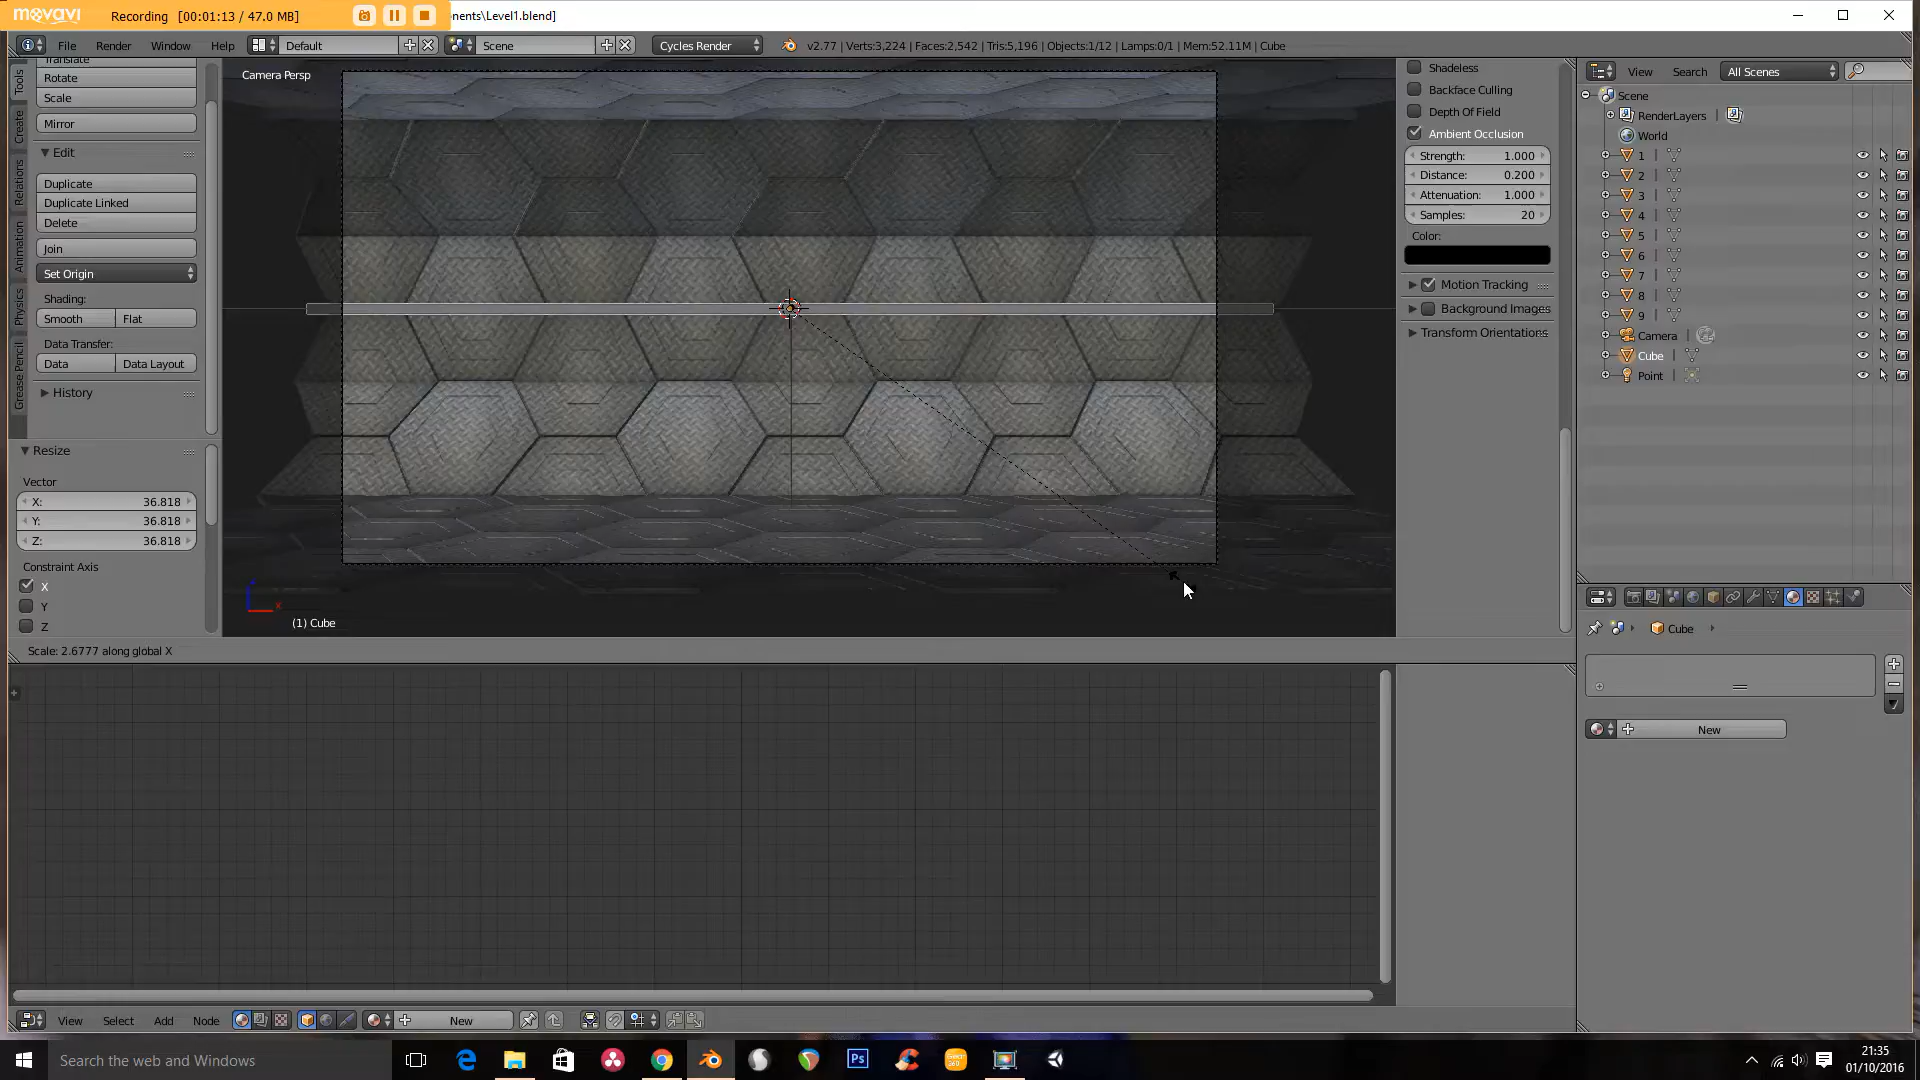 movavi
Recording [00:01:13 / 47.0 MB]
nents\Level1.blend]
File Render Window Help Default Scene Cycles Render v2.77 | Verts:3,224 | Faces:2,542 | Tris:5,196 | Objects:1/12 | Lamps:0/1 | Mem:52.11M | Cube
Translate
Rotate
Scale
Mirror
Edit
Duplicate
Duplicate Linked
Delete
Join
Set Origin
Shading:
Smooth Flat
Data Transfer:
Data Data Layout
History
Tools
Create
Relations
Animation
Physics
Grease Pencil
Resize
Vector
X: 36.818
Y: 36.818
Z: 36.818
Constraint Axis
X
Y
Z
Camera Persp
(1) Cube
Scale: 2.6777 along global X
Shadeless
Backface Culling
Depth Of Field
Ambient Occlusion
Strength: 1.000
Distance: 0.200
Attenuation: 1.000
Samples: 20
Color:
Motion Tracking
Background Images
Transform Orientations
View Search All Scenes
Scene
RenderLayers
World
1
2
3
4
5
6
7
8
9
Camera
Cube
Point
Cube
New
View Select Add Node New
Search the web and Windows
Ps
21:35
01/10/2016